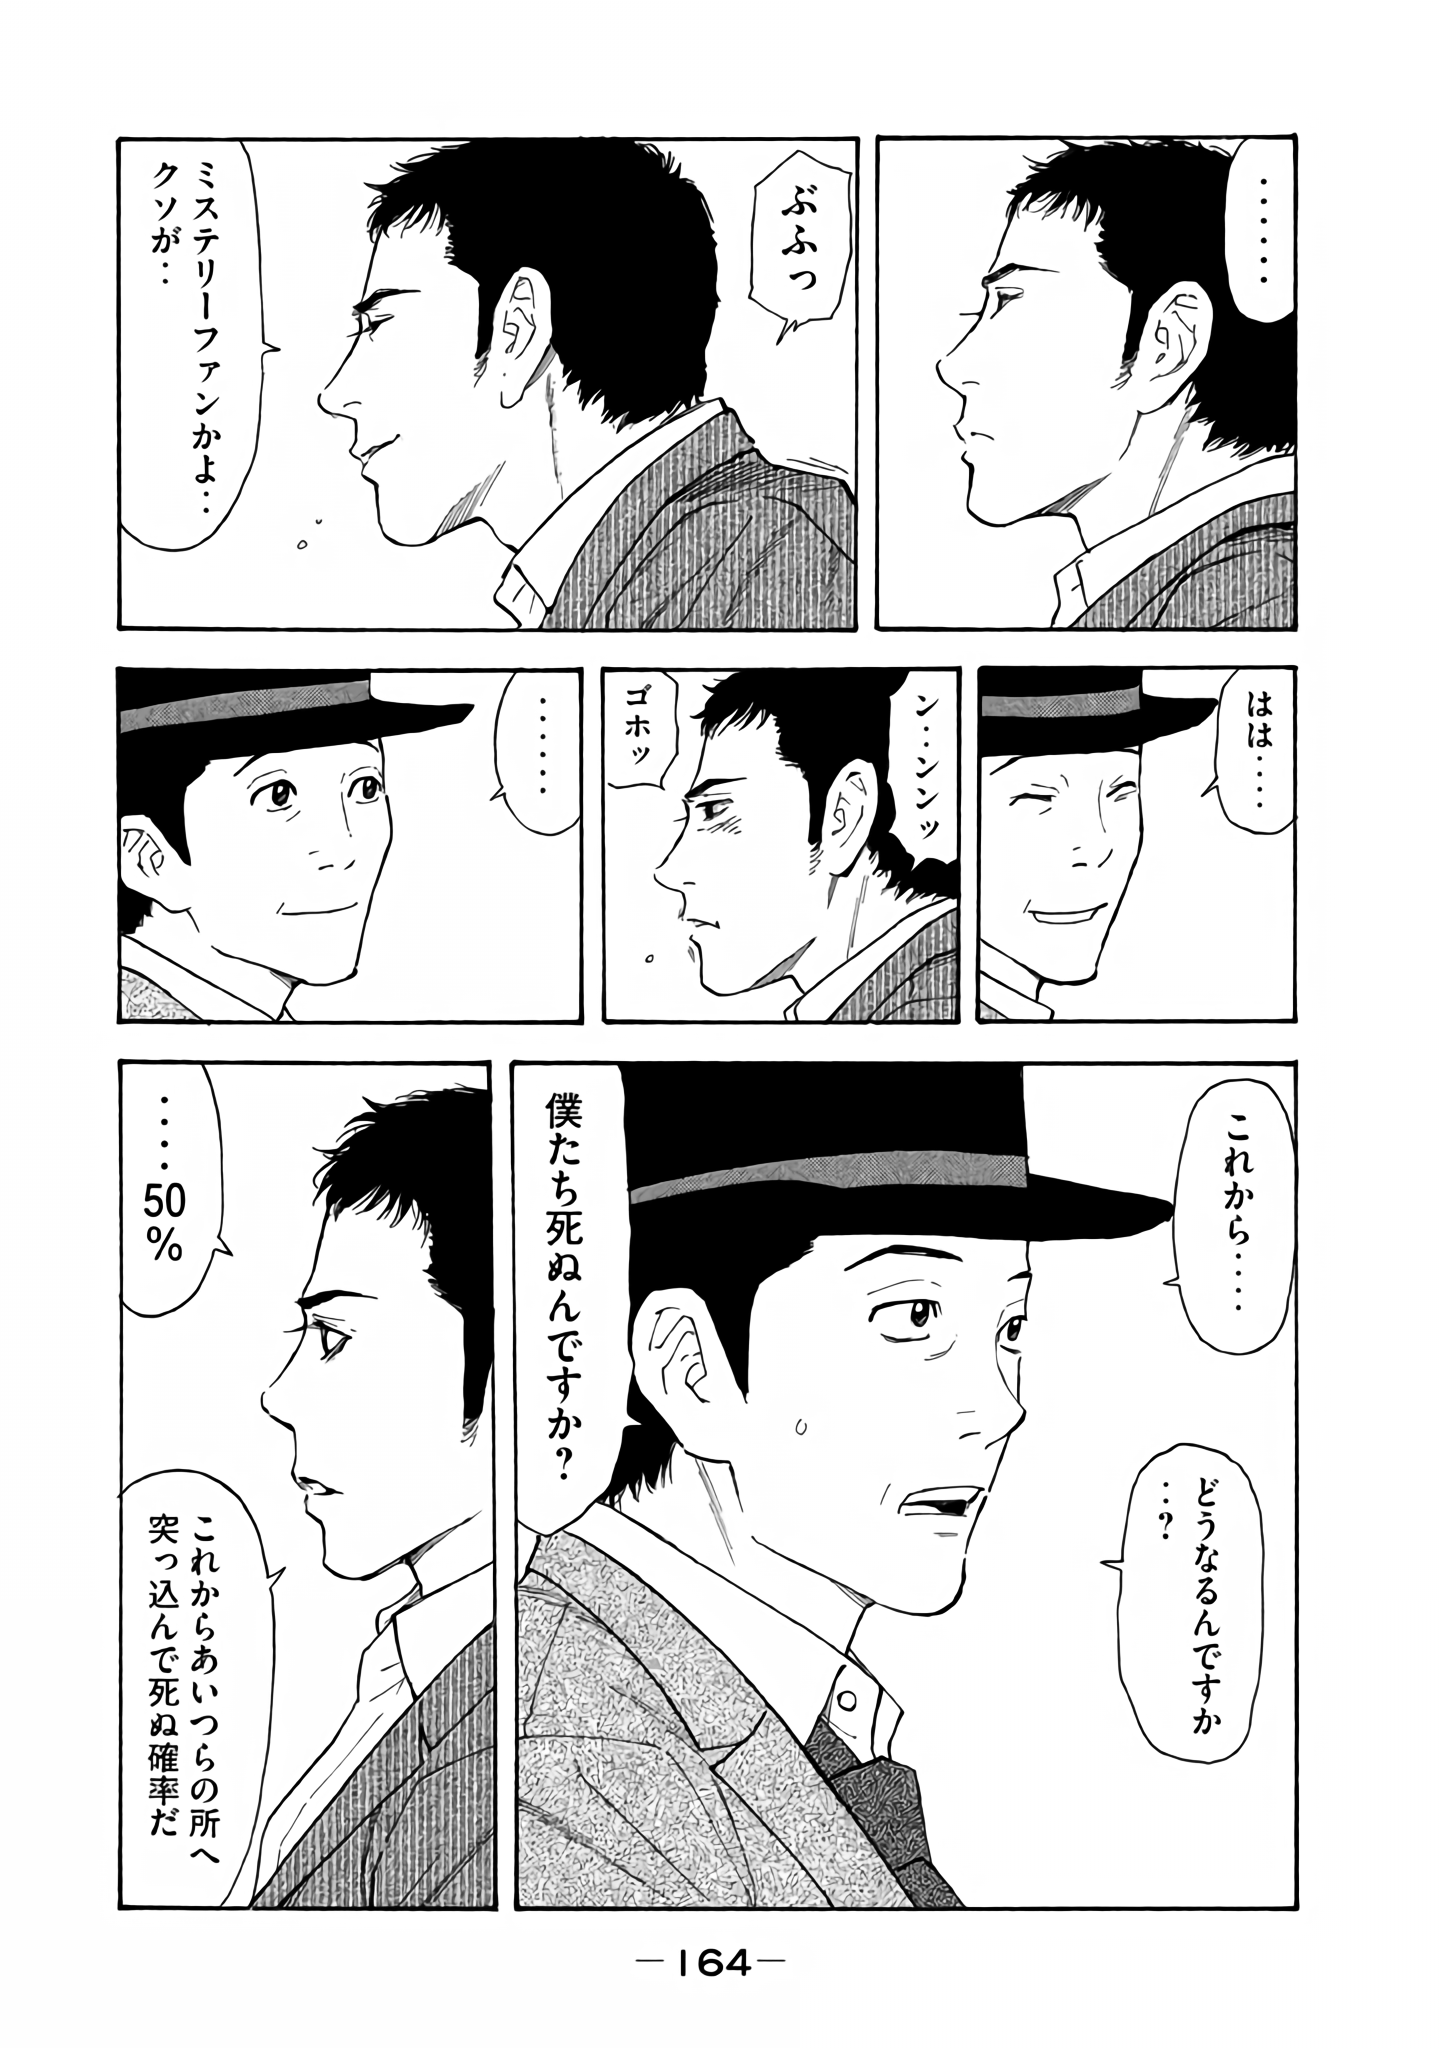 ‥‥‥
ぶふっ
ミステリーファンかよ‥
クソが‥
はは‥‥
ン‥ンンンッ
ゴホッ
‥‥‥
これから‥‥
どうなるんですか
‥?
僕たち死ぬんですか?
‥‥50
%
これからあいつらの所へ
突っ込んで死ぬ確率だ
—164—